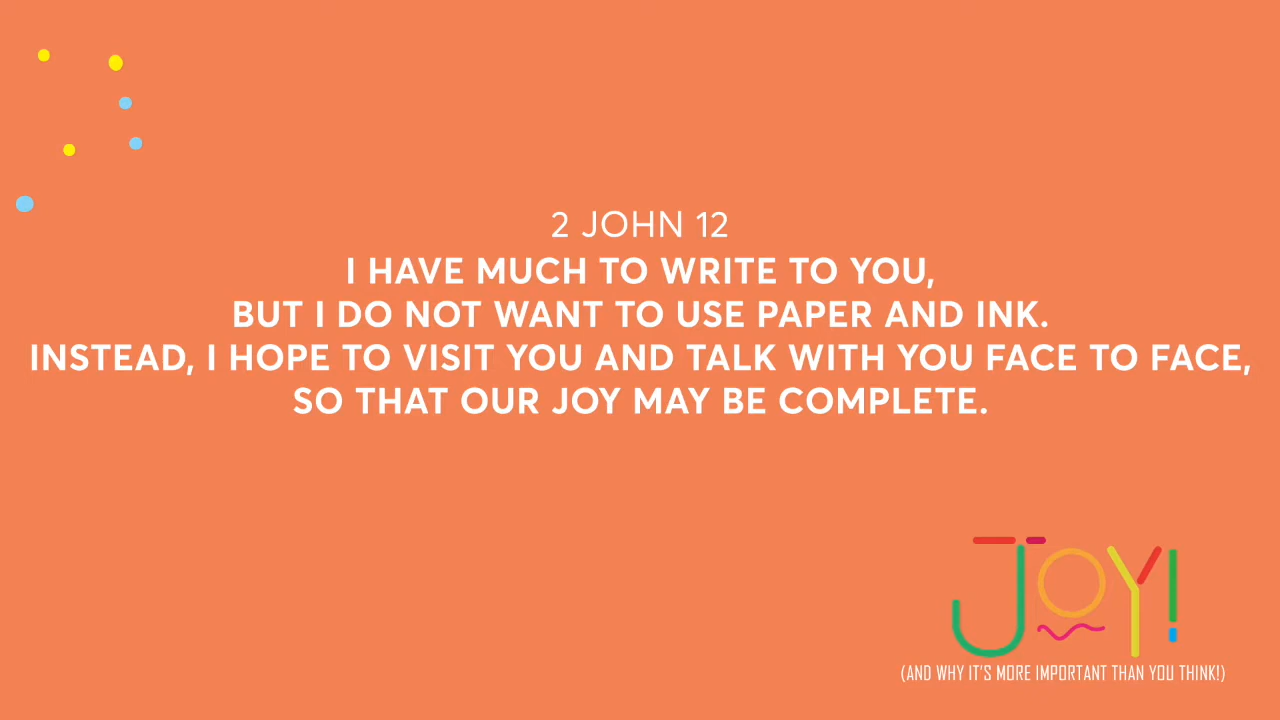 2 JOHN 12
I HAVE MUCH TO WRITE TO YOU,
BUT I DO NOT WANT TO USE PAPER AND INK.
INSTEAD, I HOPE TO VISIT YOU AND TALK WITH YOU FACE TO FACE,
SO THAT OUR JOY MAY BE COMPLETE.
JOY!
(AND WHY IT'S MORE IMPORTANT THAN YOU THINK!)